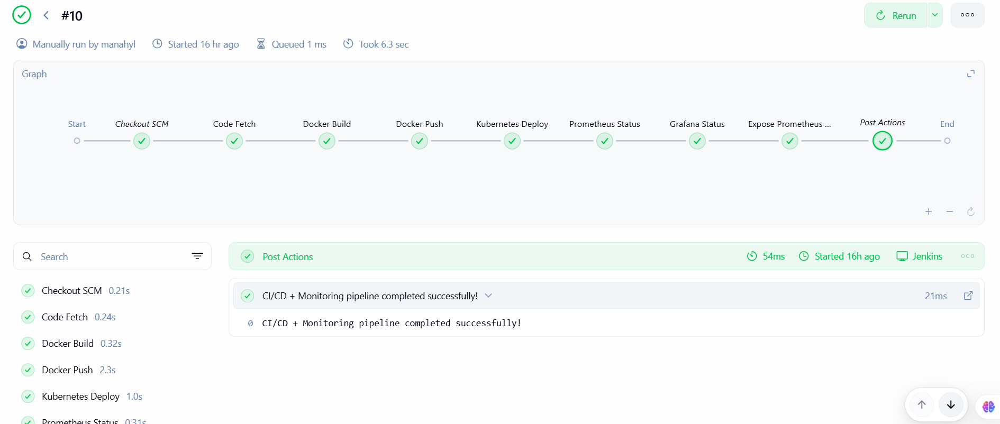 #10
Rerun
Manually run by manahyl Started 16 hr ago Queued 1 ms Took 6.3 sec
Graph
Start Checkout SCM Code Fetch Docker Build Docker Push Kubernetes Deploy Prometheus Status Grafana Status Expose Prometheus ... Post Actions End
Search
Checkout SCM 0.21s
Code Fetch 0.24s
Docker Build 0.32s
Docker Push 2.3s
Kubernetes Deploy 1.0s
Prometheus Status 0.31s
Post Actions 54ms Started 16h ago Jenkins
CI/CD + Monitoring pipeline completed successfully! 21ms
0 CI/CD + Monitoring pipeline completed successfully!